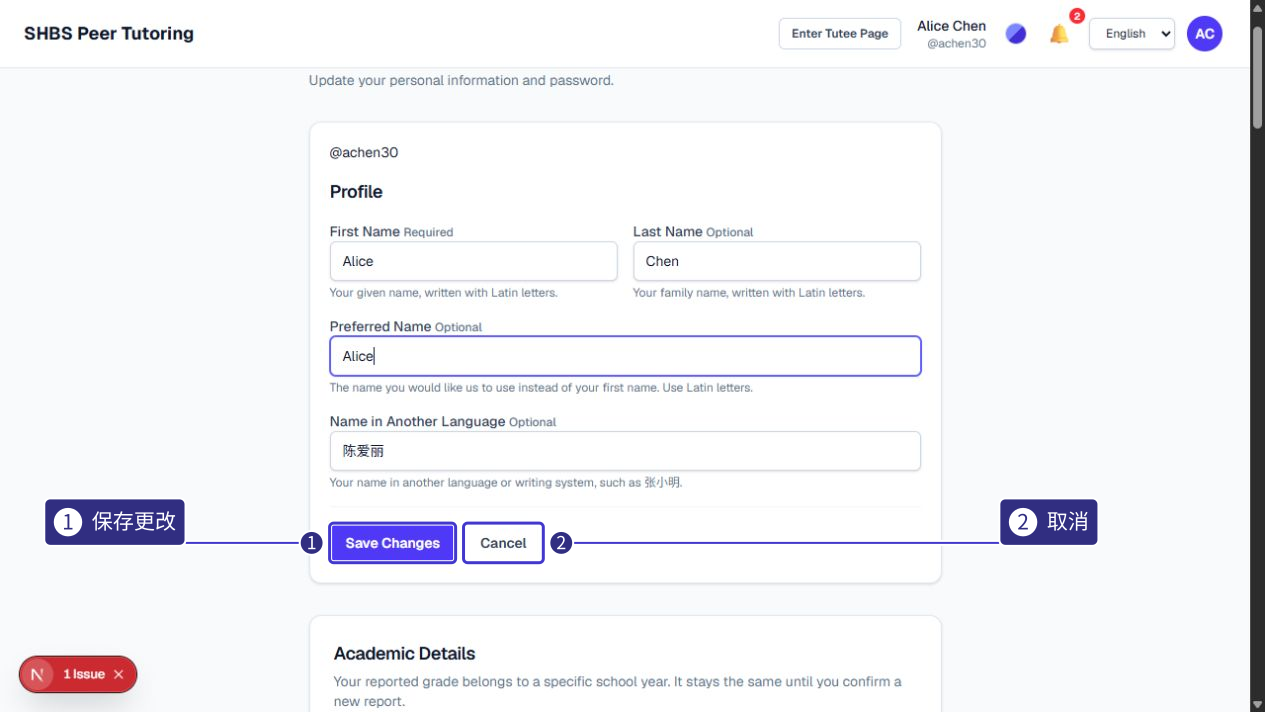 SHBS Peer Tutoring
Enter Tutee Page
Alice Chen
@achen30
2
English
AC
Update your personal information and password.
@achen30
Profile
First Name Required
Last Name Optional
Alice
Chen
Your given name, written with Latin letters.
Your family name, written with Latin letters.
Preferred Name Optional
Alice
The name you would like us to use instead of your first name. Use Latin letters.
Name in Another Language Optional
陈爱丽
Your name in another language or writing system, such as 张小明.
1 保存更改
1
Save Changes
Cancel
2
2 取消
Academic Details
Your reported grade belongs to a specific school year. It stays the same until you confirm a
new report.
N 1 Issue ×